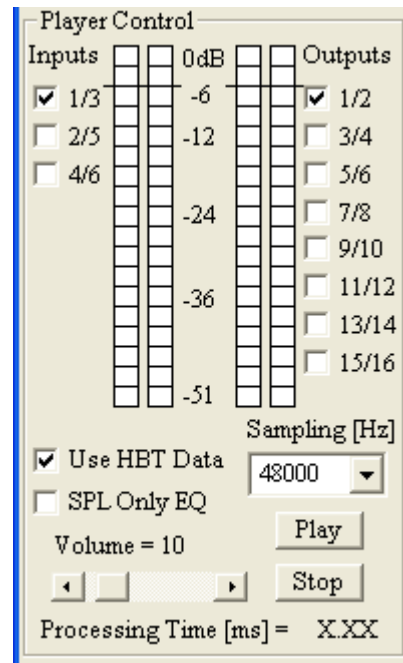 Player Control
Inputs 0dB Outputs
1/3 -6 1/2
2/5 -12 3/4
4/6 5/6
-24 7/8
9/10
-36 11/12
13/14
15/16
-51
Sampling [Hz]
Use HBT Data 48000
SPL Only EQ
Volume = 10 Play
Stop
Processing Time [ms] = X.XX